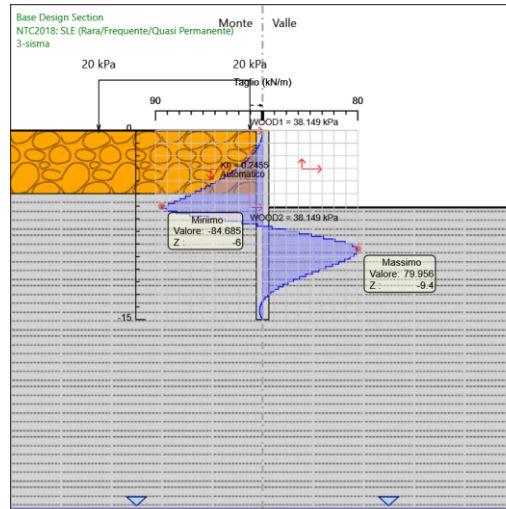 Base Design Section
NTC2018: SLE (Rara/Frequente/Quasi Permanente)
3-sisma
Monte
Valle
20 kPa
20 kPa
Taglio (kN/m)
90
80
0
WOOD1 = 38.149 kPa
Kh = 0.2455
Automatico
WOOD2 = 38.149 kPa
Minimo
Valore: -84.685
Z : -6
Massimo
Valore: 79.956
Z : -9.4
-15